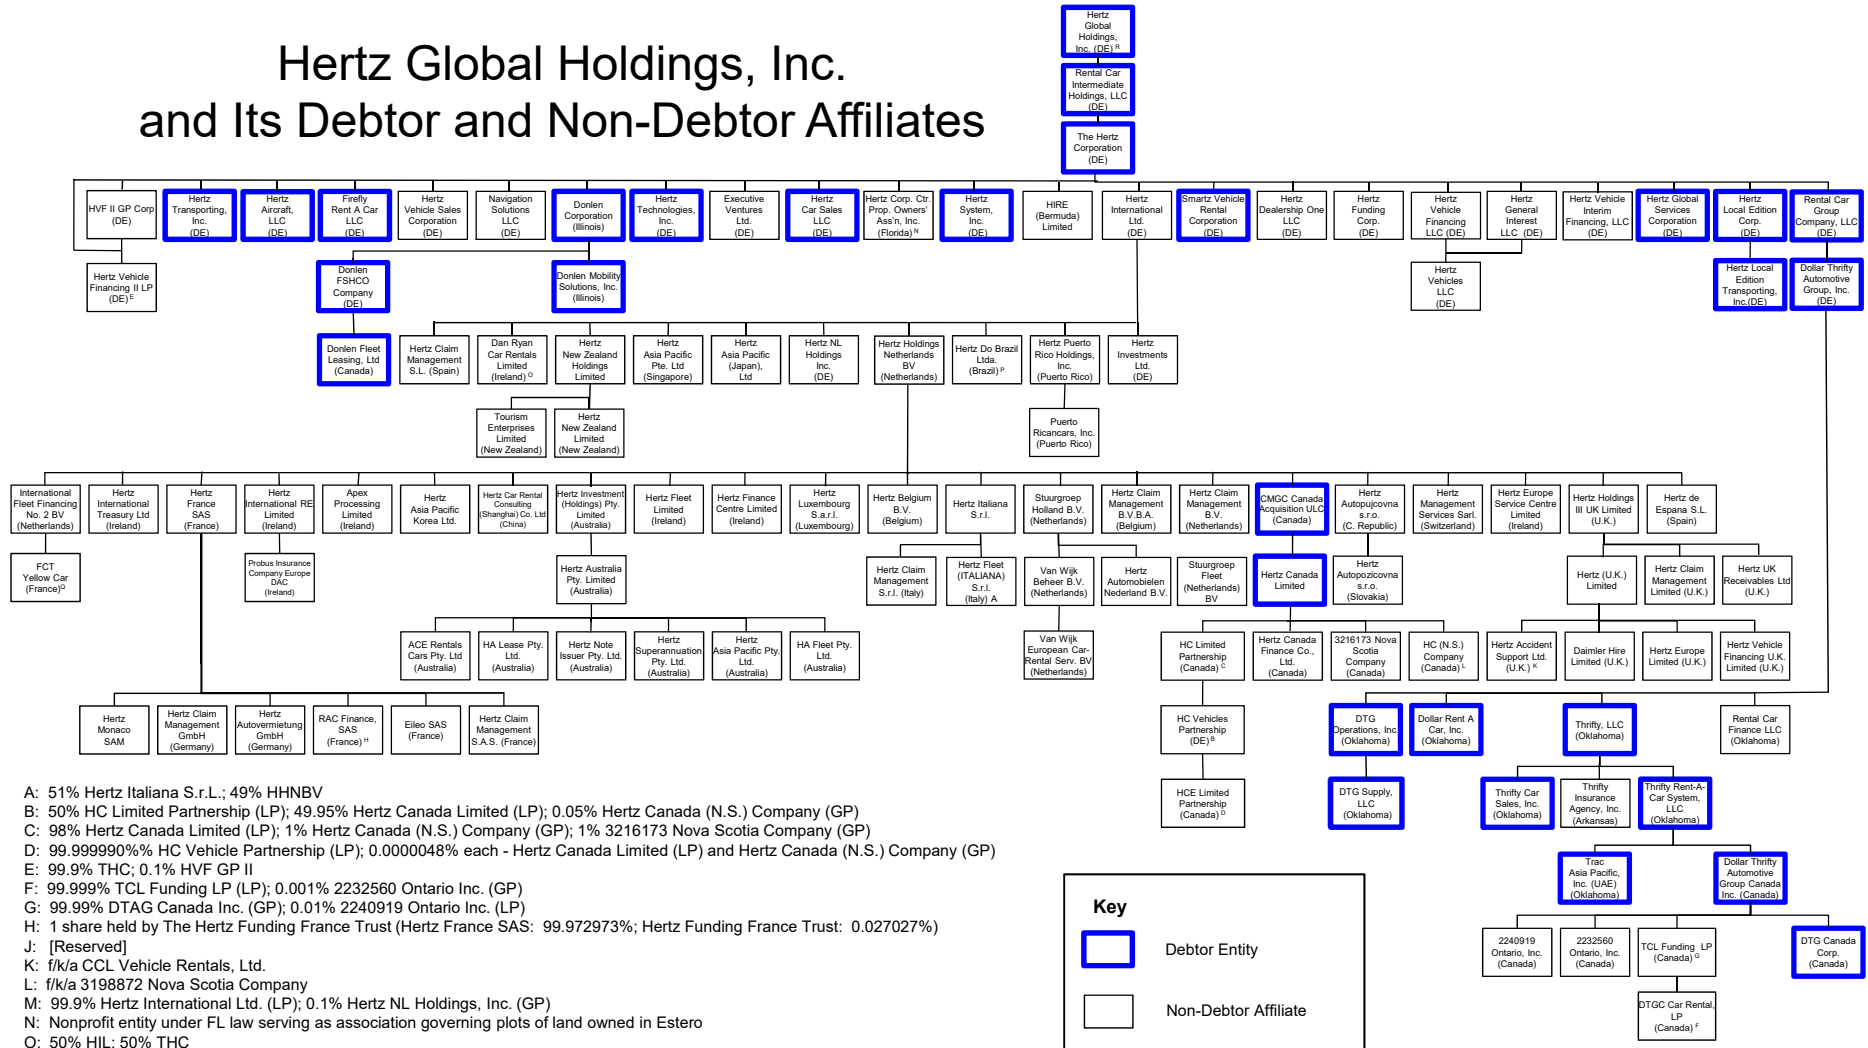 Hertz Global Holdings, Inc.
and Its Debtor and Non-Debtor Affiliates
Hertz
Global
Holdings,
Inc. (DE) R
Rental Car
Intermediate
Holdings, LLC
(DE)
The Hertz
Corporation
(DE)
HVF II GP Corp
(DE)
Hertz
Transporting,
Inc.
(DE)
Hertz
Aircraft,
LLC
(DE)
Firefly
Rent A Car
LLC
(DE)
Hertz
Vehicle Sales
Corporation
(DE)
Navigation
Solutions
LLC
(DE)
Donlen
Corporation
(Illinois)
Hertz
Technologies,
Inc.
(DE)
Executive
Ventures
Ltd.
(DE)
Hertz
Car Sales
LLC
(DE)
Hertz Corp. Ctr.
Prop. Owners'
Ass'n, Inc.
(Florida) N
Hertz
System,
Inc.
(DE)
HIRE
(Bermuda)
Limited
Hertz
International
Ltd.
(DE)
Smartz Vehicle
Rental
Corporation
(DE)
Hertz
Dealership One
LLC
(DE)
Hertz
Funding
Corp.
(DE)
Hertz
Vehicle
Financing
LLC (DE)
Hertz
General
Interest
LLC (DE)
Hertz Vehicle
Interim
Financing, LLC
(DE)
Hertz Global
Services
Corporation
(DE)
Hertz
Local Edition
Corp.
(DE)
Rental Car
Group
Company, LLC
(DE)
Hertz Vehicle
Financing II LP
(DE) E
Donlen
FSHCO
Company
(DE)
Donlen Mobility
Solutions, Inc.
(Illinois)
Hertz
Vehicles
LLC
(DE)
Hertz Local
Edition
Transporting,
Inc.(DE)
Dollar Thrifty
Automotive
Group, Inc.
(DE)
Donlen Fleet
Leasing, Ltd
(Canada)
Hertz Claim
Management
S.L. (Spain)
Dan Ryan
Car Rentals
Limited
(Ireland) O
Hertz
New Zealand
Holdings
Limited
Hertz
Asia Pacific
Pte. Ltd
(Singapore)
Hertz
Asia Pacific
(Japan),
Ltd
Hertz NL
Holdings
Inc.
(DE)
Hertz Holdings
Netherlands
BV
(Netherlands)
Hertz Do Brazil
Ltda.
(Brazil) P
Hertz Puerto
Rico Holdings,
Inc.
(Puerto Rico)
Hertz
Investments
Ltd.
(DE)
Tourism
Enterprises
Limited
(New Zealand)
Hertz
New Zealand
Limited
(New Zealand)
Puerto
Ricancars, Inc.
(Puerto Rico)
International
Fleet Financing
No. 2 BV
(Netherlands)
Hertz
International
Treasury Ltd
(Ireland)
Hertz
France
SAS
(France)
Hertz
International RE
Limited
(Ireland)
Apex
Processing
Limited
(Ireland)
Hertz
Asia Pacific
Korea Ltd.
Hertz Car Rental
Consulting
(Shanghai) Co. Ltd
(China)
Hertz Investment
(Holdings) Pty.
Limited
(Australia)
Hertz Fleet
Limited
(Ireland)
Hertz Finance
Centre Limited
(Ireland)
Hertz
Luxembourg
S.a.r.l.
(Luxembourg)
Hertz Belgium
B.V.
(Belgium)
Hertz Italiana
S.r.l.
Stuurgroep
Holland B.V.
(Netherlands)
Hertz Claim
Management
B.V.B.A.
(Belgium)
Hertz Claim
Management
B.V.
(Netherlands)
CMGC Canada
Acquisition ULC
(Canada)
Hertz
Autopujcovna
s.r.o.
(C. Republic)
Hertz
Management
Services Sarl.
(Switzerland)
Hertz Europe
Service Centre
Limited
(Ireland)
Hertz Holdings
III UK Limited
(U.K.)
Hertz de
Espana S.L.
(Spain)
FCT
Yellow Car
(France)Q
Probus Insurance
Company Europe
DAC
(Ireland)
Hertz Australia
Pty. Limited
(Australia)
Hertz Claim
Management
S.r.l. (Italy)
Hertz Fleet
(ITALIANA)
S.r.l.
(Italy) A
Van Wijk
Beheer B.V.
(Netherlands)
Hertz
Automobielen
Nederland B.V.
Stuurgroep
Fleet
(Netherlands)
BV
Hertz Canada
Limited
Hertz
Autopozicovna
s.r.o.
(Slovakia)
Hertz (U.K.)
Limited
Hertz Claim
Management
Limited (U.K.)
Hertz UK
Receivables Ltd
(U.K.)
ACE Rentals
Cars Pty. Ltd
(Australia)
HA Lease Pty.
Ltd.
(Australia)
Hertz Note
Issuer Pty. Ltd.
(Australia)
Hertz
Superannuation
Pty. Ltd.
(Australia)
Hertz
Asia Pacific Pty.
Ltd.
(Australia)
HA Fleet Pty.
Ltd.
(Australia)
Van Wijk
European Car-
Rental Serv. BV
(Netherlands)
HC Limited
Partnership
(Canada) C
Hertz Canada
Finance Co.,
Ltd.
(Canada)
3216173 Nova
Scotia
Company
(Canada)
HC (N.S.)
Company
(Canada) L
Hertz Accident
Support Ltd.
(U.K.) K
Daimler Hire
Limited (U.K.)
Hertz Europe
Limited (U.K.)
Hertz Vehicle
Financing U.K.
Limited (U.K.)
Hertz
Monaco
SAM
Hertz Claim
Management
GmbH
(Germany)
Hertz
Autovermietung
GmbH
(Germany)
RAC Finance,
SAS
(France) H
Eileo SAS
(France)
Hertz Claim
Management
S.A.S. (France)
HC Vehicles
Partnership
(DE) B
DTG
Operations, Inc.
(Oklahoma)
Dollar Rent A
Car, Inc.
(Oklahoma)
Thrifty, LLC
(Oklahoma)
Rental Car
Finance LLC
(Oklahoma)
HCE Limited
Partnership
(Canada) D
DTG Supply,
LLC
(Oklahoma)
Thrifty Car
Sales, Inc.
(Oklahoma)
Thrifty
Insurance
Agency, Inc.
(Arkansas)
Thrifty Rent-A-
Car System,
LLC
(Oklahoma)
Trac
Asia Pacific,
Inc. (UAE)
(Oklahoma)
Dollar Thrifty
Automotive
Group Canada
Inc. (Canada)
2240919
Ontario, Inc.
(Canada)
2232560
Ontario, Inc.
(Canada)
TCL Funding LP
(Canada) G
DTG Canada
Corp.
(Canada)
DTGC Car Rental,
LP
(Canada) F
A: 51% Hertz Italiana S.r.L.; 49% HHNBV
B: 50% HC Limited Partnership (LP); 49.95% Hertz Canada Limited (LP); 0.05% Hertz Canada (N.S.) Company (GP)
C: 98% Hertz Canada Limited (LP); 1% Hertz Canada (N.S.) Company (GP); 1% 3216173 Nova Scotia Company (GP)
D: 99.999990%% HC Vehicle Partnership (LP); 0.0000048% each - Hertz Canada Limited (LP) and Hertz Canada (N.S.) Company (GP)
E: 99.9% THC; 0.1% HVF GP II
F: 99.999% TCL Funding LP (LP); 0.001% 2232560 Ontario Inc. (GP)
G: 99.99% DTAG Canada Inc. (GP); 0.01% 2240919 Ontario Inc. (LP)
H: 1 share held by The Hertz Funding France Trust (Hertz France SAS: 99.972973%; Hertz Funding France Trust: 0.027027%)
J: [Reserved]
K: f/k/a CCL Vehicle Rentals, Ltd.
L: f/k/a 3198872 Nova Scotia Company
M: 99.9% Hertz International Ltd. (LP); 0.1% Hertz NL Holdings, Inc. (GP)
N: Nonprofit entity under FL law serving as association governing plots of land owned in Estero
O: 50% HIL; 50% THC
Key
Debtor Entity
Non-Debtor Affiliate